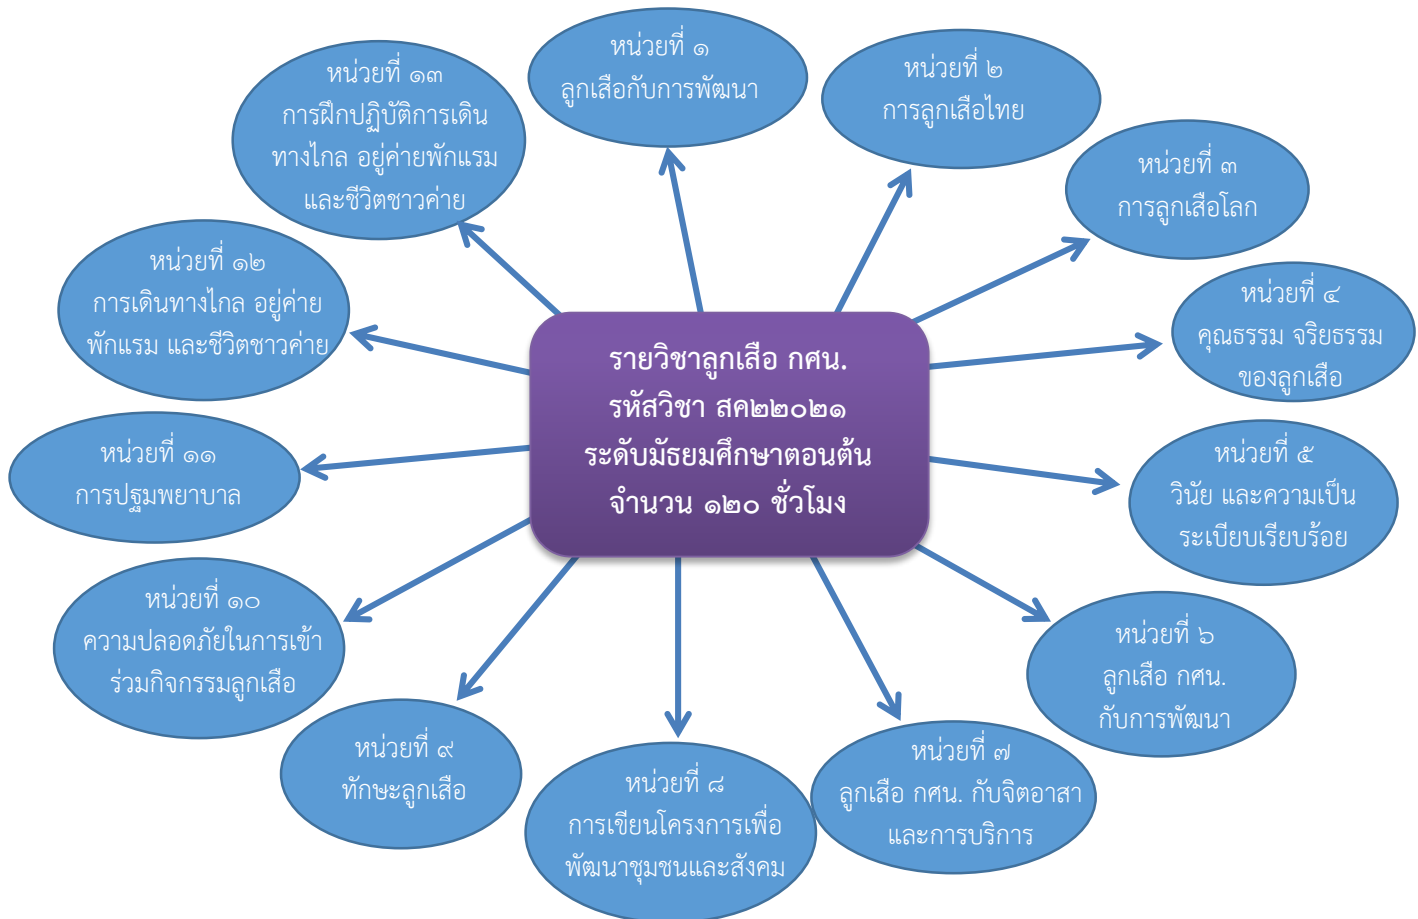 รายวิชาลูกเสือ กศน.
รหัสวิชา สค๒๒๐๒๑
ระดับมัธยมศึกษาตอนต้น
จำนวน ๑๒๐ ชั่วโมง
หน่วยที่ ๑
ลูกเสือกับการพัฒนา
หน่วยที่ ๒
การลูกเสือไทย
หน่วยที่ ๓
การลูกเสือโลก
หน่วยที่ ๔
คุณธรรม จริยธรรม
ของลูกเสือ
หน่วยที่ ๕
วินัย และความเป็น
ระเบียบเรียบร้อย
หน่วยที่ ๖
ลูกเสือ กศน.
กับการพัฒนา
หน่วยที่ ๗
ลูกเสือ กศน. กับจิตอาสา
และการบริการ
หน่วยที่ ๘
การเขียนโครงการเพื่อ
พัฒนาชุมชนและสังคม
หน่วยที่ ๙
ทักษะลูกเสือ
หน่วยที่ ๑๐
ความปลอดภัยในการเข้า
ร่วมกิจกรรมลูกเสือ
หน่วยที่ ๑๑
การปฐมพยาบาล
หน่วยที่ ๑๒
การเดินทางไกล อยู่ค่าย
พักแรม และชีวิตชาวค่าย
หน่วยที่ ๑๓
การฝึกปฏิบัติการเดิน
ทางไกล อยู่ค่ายพักแรม
และชีวิตชาวค่าย